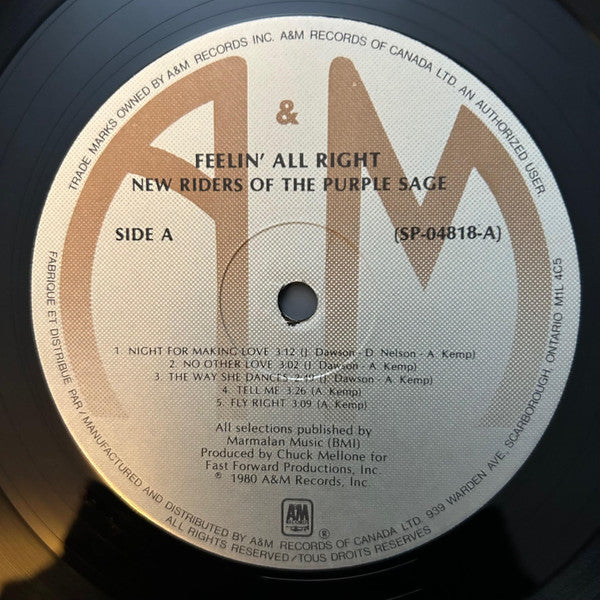 TRADE MARKS OWNED BY A&M RECORDS INC. A&M RECORDS OF CANADA LTD. AN AUTHORIZED USER
&
FEELIN' ALL RIGHT
NEW RIDERS OF THE PURPLE SAGE
SIDE A
(SP-04818-A)
1. NIGHT FOR MAKING LOVE 3:12 (J. Dawson - D. Nelson - A. Kemp)
2. NO OTHER LOVE 3:02 (J. Dawson - A. Kemp)
3. THE WAY SHE DANCES (J. Dawson - A. Kemp)
4. TELL ME 3:26 (A. Kemp)
5. FLY RIGHT 3:09 (A. Kemp)
All selections published by
Marmalan Music (BMI)
Produced by Chuck Mellone for
Fast Forward Productions, Inc.
℗ 1980 A&M Records, Inc.
A&M
®
FABRIQUE ET DISTRIBUÉ PAR/MANUFACTURED AND DISTRIBUTED BY A&M RECORDS OF CANADA LTD. 939 WARDEN AVE. SCARBOROUGH, ONTARIO M1L 4C5
ALL RIGHTS RESERVED/TOUS DROITS RESERVES